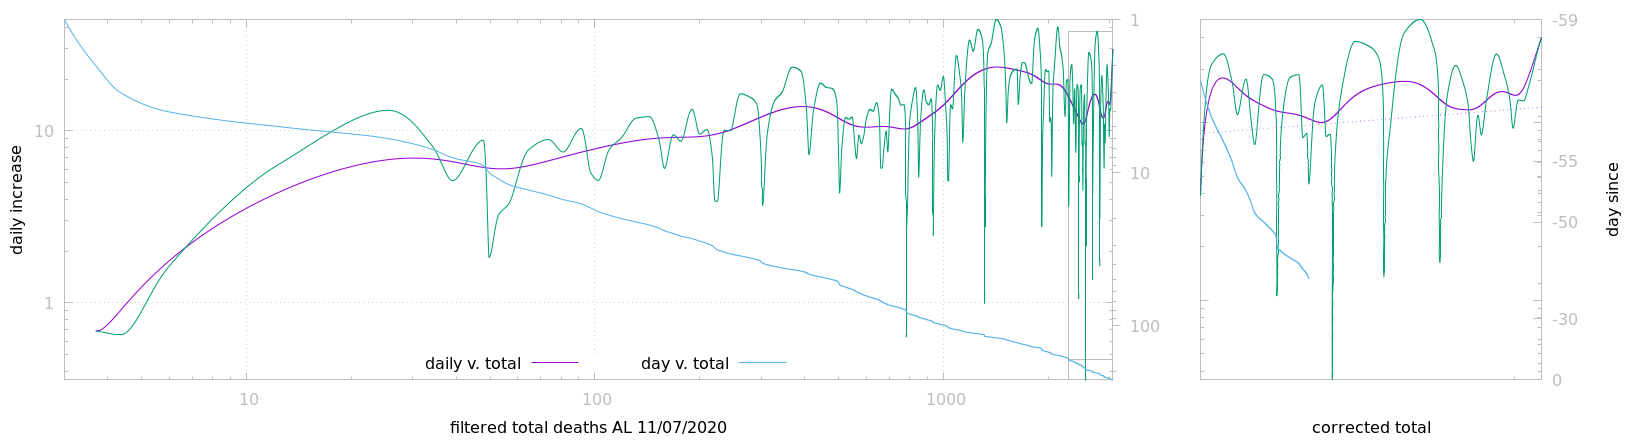 daily increase
10
1
1
10
100
daily v. total
day v. total
10
100
1000
filtered total deaths AL 11/07/2020
-59
-55
-50
-30
0
day since
corrected total